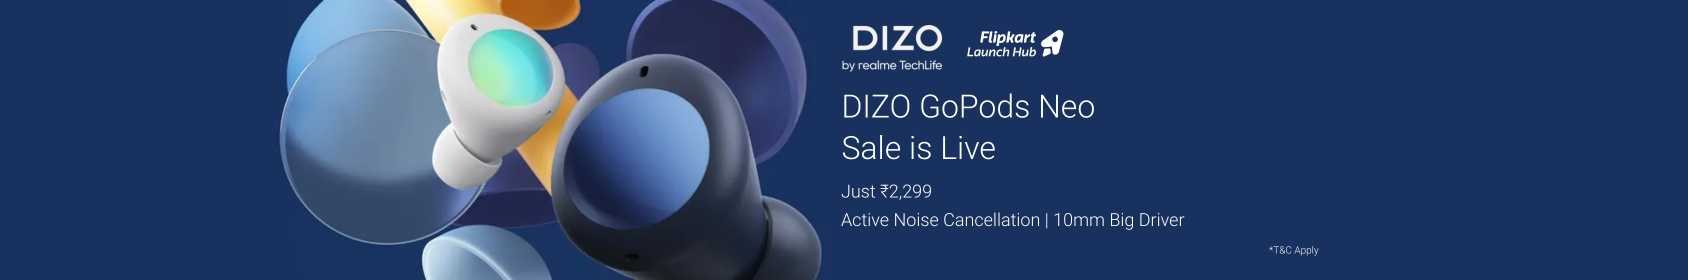 DIZO
by realme TechLife
Flipkart
Launch Hub
DIZO GoPods Neo
Sale is Live
Just ₹2,299
Active Noise Cancellation | 10mm Big Driver
*T&C Apply